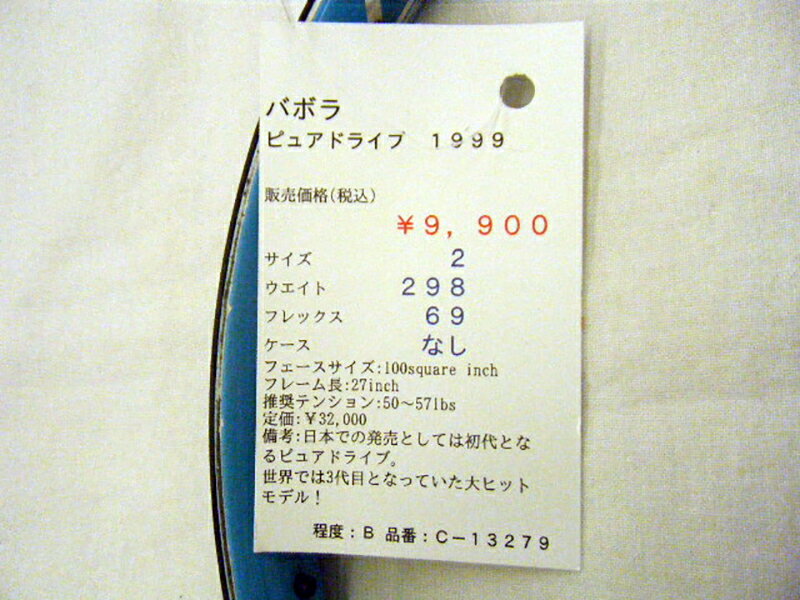 バボラ
ピュアドライブ　１９９９
販売価格(税込)
￥９，９００
サイズ　２
ウエイト　２９８
フレックス　６９
ケース　なし
フェースサイズ:100square inch
フレーム長:27inch
推奨テンション:50～57lbs
定価:￥32,000
備考:日本での発売としては初代とな
るピュアドライブ。
世界では3代目となっていた大ヒット
モデル！
程度：Ｂ 品番：Ｃ－１３２７９